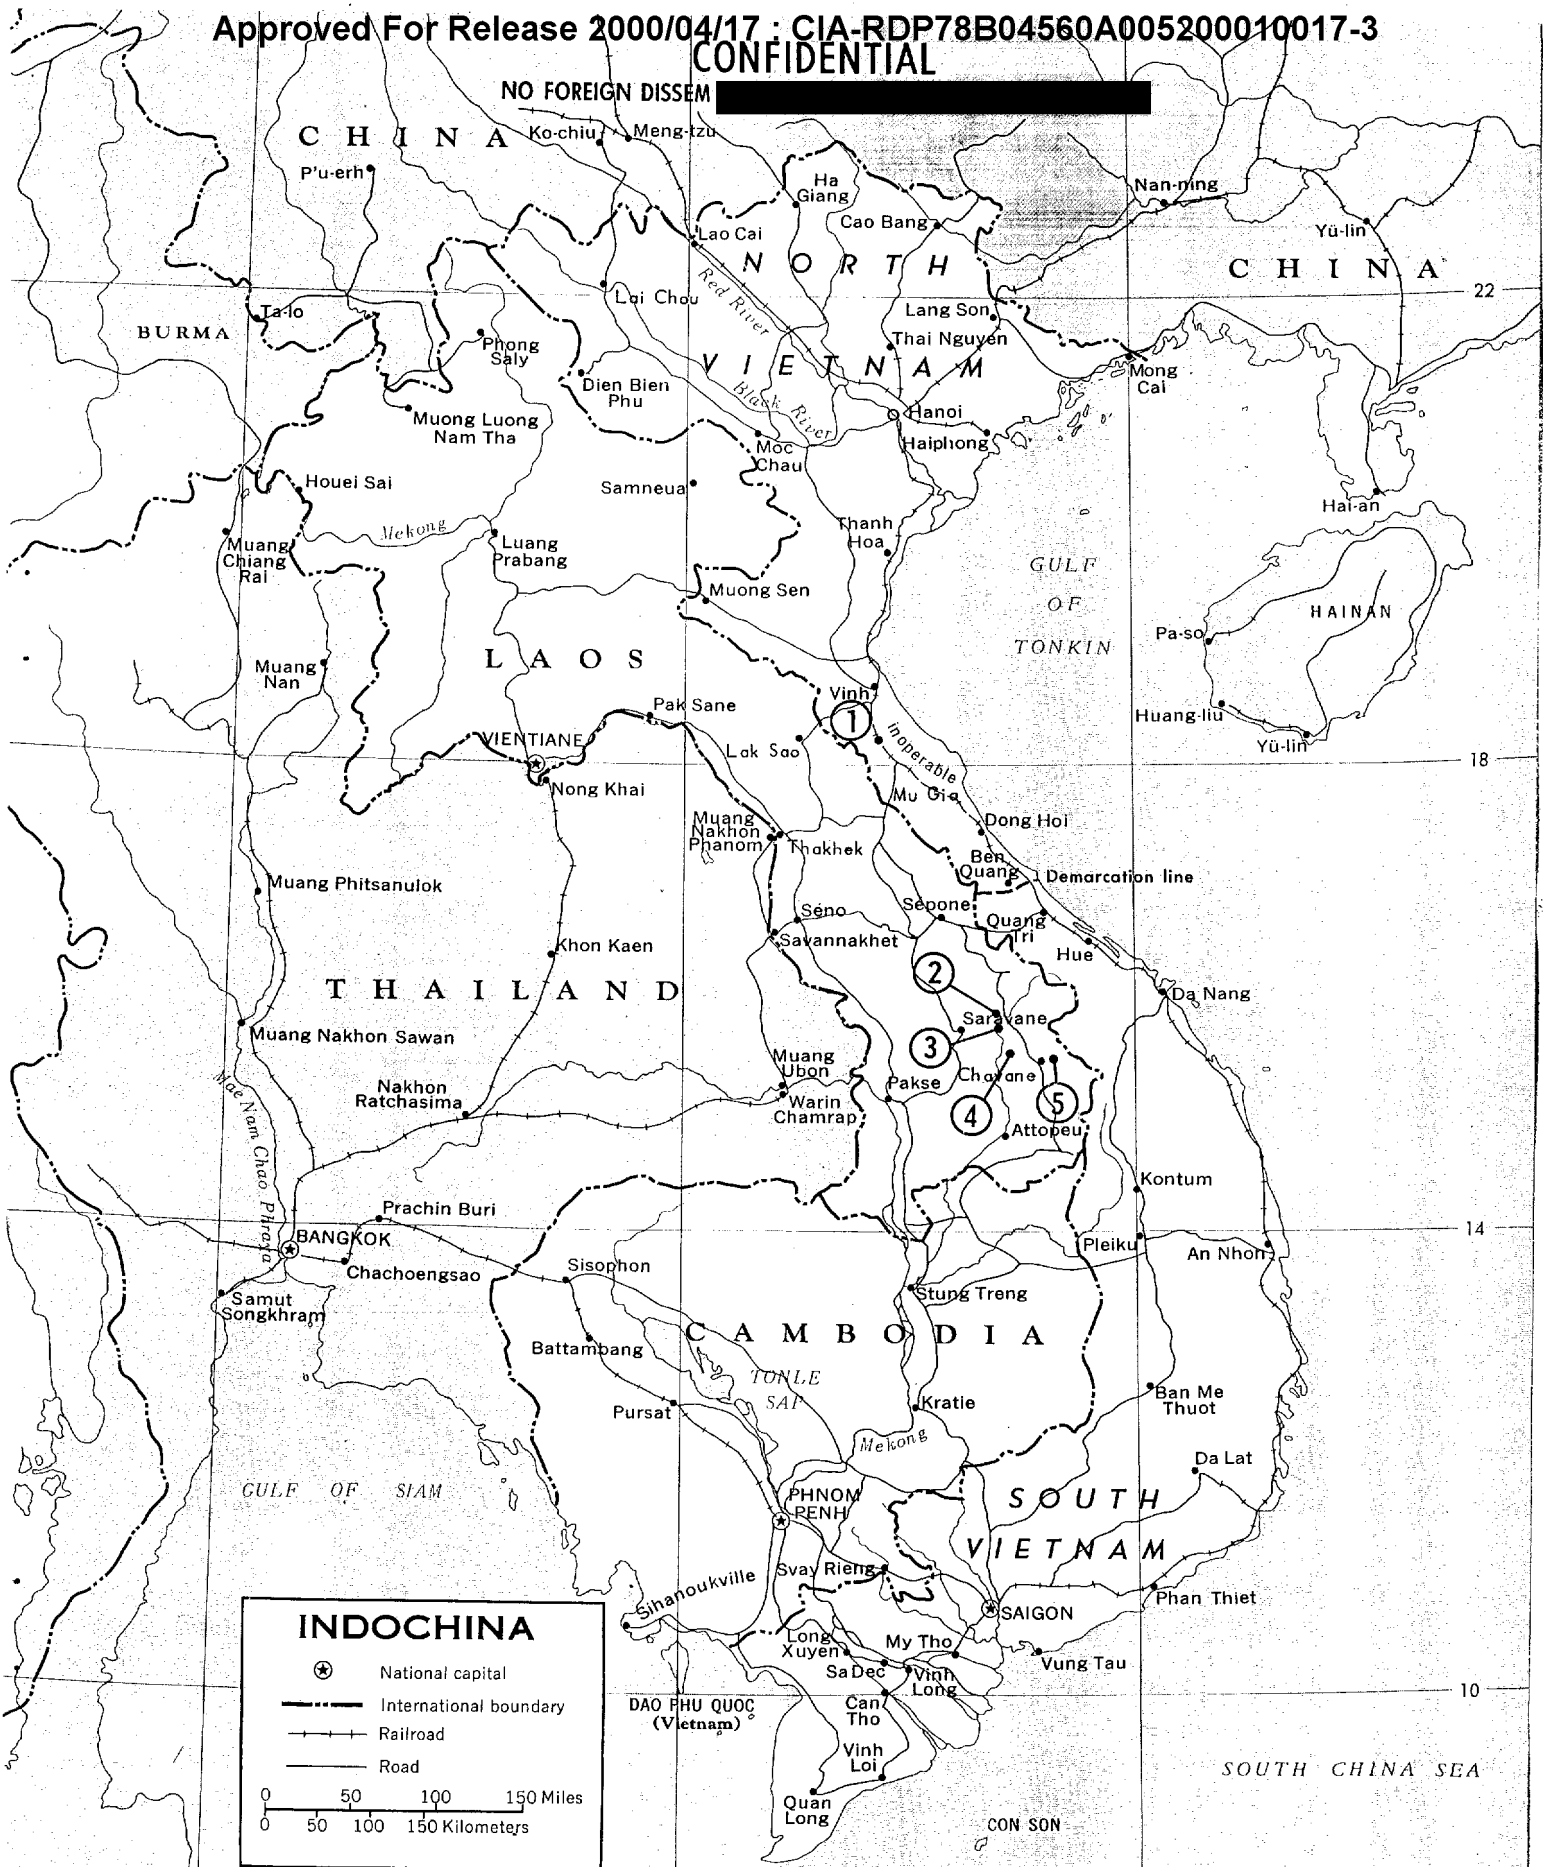 Approved For Release 2000/04/17 : CIA-RDP78B04560A005200010017-3
CONFIDENTIAL
NO FOREIGN DISSEM
CHINA
Ko-chiu
Meng-tzu
P'u-erh
Ha
Giang
Cao Bang
Nan-ning
Yü-lin
Lao Cai
NORTH
CHINA
22
Red River
Lai Chau
Lang Son
Ta-lo
BURMA
Phong
Saly
Thai Nguyen
VIETNAM
Mong
Cai
Dien Bien
Phu
Black River
Muong Luong
Nam Tha
Hanoi
Haiphong
Moc
Chau
Houei Sai
Samneua
Hai-an
Mekong
Thanh
Hoa
Muang
Chiang
Rai
Luang
Prabang
GULF
OF
TONKIN
Muong Sen
HAINAN
Pa-so
LAOS
Muang
Nan
Vinh
1
Pak Sane
Huang-liu
Yü-lin
VIENTIANE
Lak Sao
inoperable
18
Nong Khai
Mu Gia
Muang
Nakhon
Phanom
Thakhek
Dong Hoi
Ben
Quang
Demarcation line
Muang Phitsanulok
Séno
Sépone
Quang
Tri
Savannakhet
Hue
Khon Kaen
2
THAILAND
Da Nang
Saravane
Muang Nakhon Sawan
3
Muang
Ubon
Chavane
Pakse
Nakhon
Ratchasima
Warin
Chamrap
4
5
Attopeu
Mae Nam Chao Phraya
Kontum
Prachin Buri
14
BANGKOK
Pleiku
An Nhon
Chachoengsao
Sisophon
Samut
Songkhram
Stung Treng
CAMBODIA
Battambang
TONLE
SAP
Ban Me
Thuot
Pursat
Kratie
Mekong
Da Lat
GULF OF SIAM
PHNOM
PENH
SOUTH
VIETNAM
Svay Rieng
Sihanoukville
Phan Thiet
SAIGON
Long
Xuyen
My Tho
Vung Tau
Sa Dec
Vinh
Long
10
DAO PHU QUOC
(Vietnam)
Can
Tho
Vinh
Loi
SOUTH CHINA SEA
Quan
Long
CON SON
INDOCHINA
National capital
International boundary
Railroad
Road
0 50 100 150 Miles
0 50 100 150 Kilometers